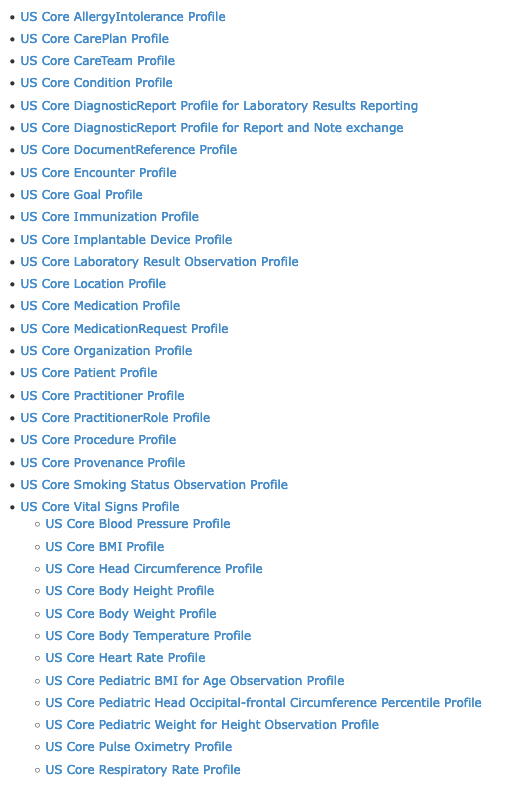 US Core AllergyIntolerance Profile
US Core CarePlan Profile
US Core CareTeam Profile
US Core Condition Profile
US Core DiagnosticReport Profile for Laboratory Results Reporting
US Core DiagnosticReport Profile for Report and Note exchange
US Core DocumentReference Profile
US Core Encounter Profile
US Core Goal Profile
US Core Immunization Profile
US Core Implantable Device Profile
US Core Laboratory Result Observation Profile
US Core Location Profile
US Core Medication Profile
US Core MedicationRequest Profile
US Core Organization Profile
US Core Patient Profile
US Core Practitioner Profile
US Core PractitionerRole Profile
US Core Procedure Profile
US Core Provenance Profile
US Core Smoking Status Observation Profile
US Core Vital Signs Profile
US Core Blood Pressure Profile
US Core BMI Profile
US Core Head Circumference Profile
US Core Body Height Profile
US Core Body Weight Profile
US Core Body Temperature Profile
US Core Heart Rate Profile
US Core Pediatric BMI for Age Observation Profile
US Core Pediatric Head Occipital-frontal Circumference Percentile Profile
US Core Pediatric Weight for Height Observation Profile
US Core Pulse Oximetry Profile
US Core Respiratory Rate Profile